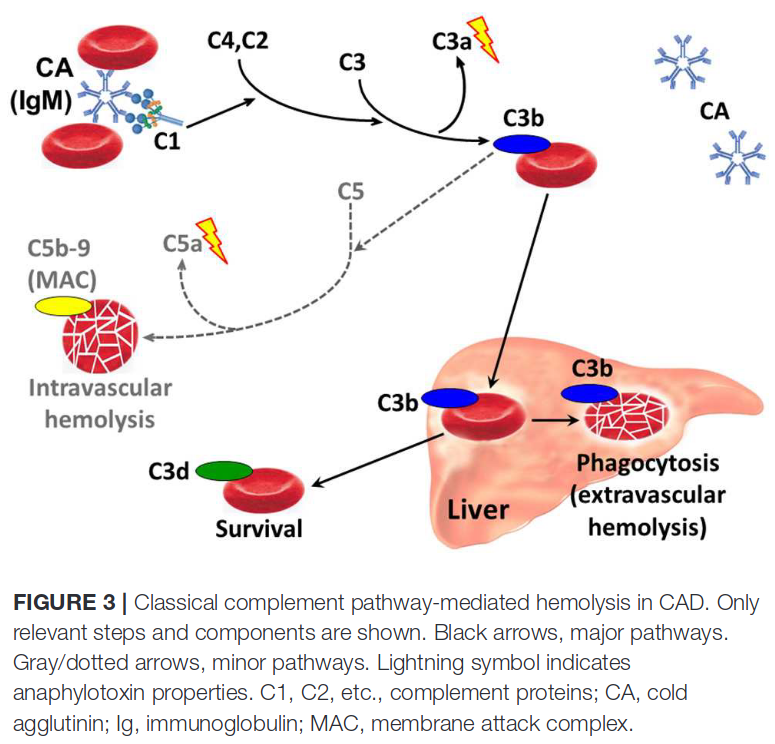 CA
(IgM)
C1
C4,C2
C3
C3a
C3b
CA
C5
C5a
C5b-9
(MAC)
Intravascular
hemolysis
C3b
C3b
Phagocytosis
(extravascular
hemolysis)
Liver
C3d
Survival
FIGURE 3 | Classical complement pathway-mediated hemolysis in CAD. Only
relevant steps and components are shown. Black arrows, major pathways.
Gray/dotted arrows, minor pathways. Lightning symbol indicates
anaphylotoxin properties. C1, C2, etc., complement proteins; CA, cold
agglutinin; Ig, immunoglobulin; MAC, membrane attack complex.